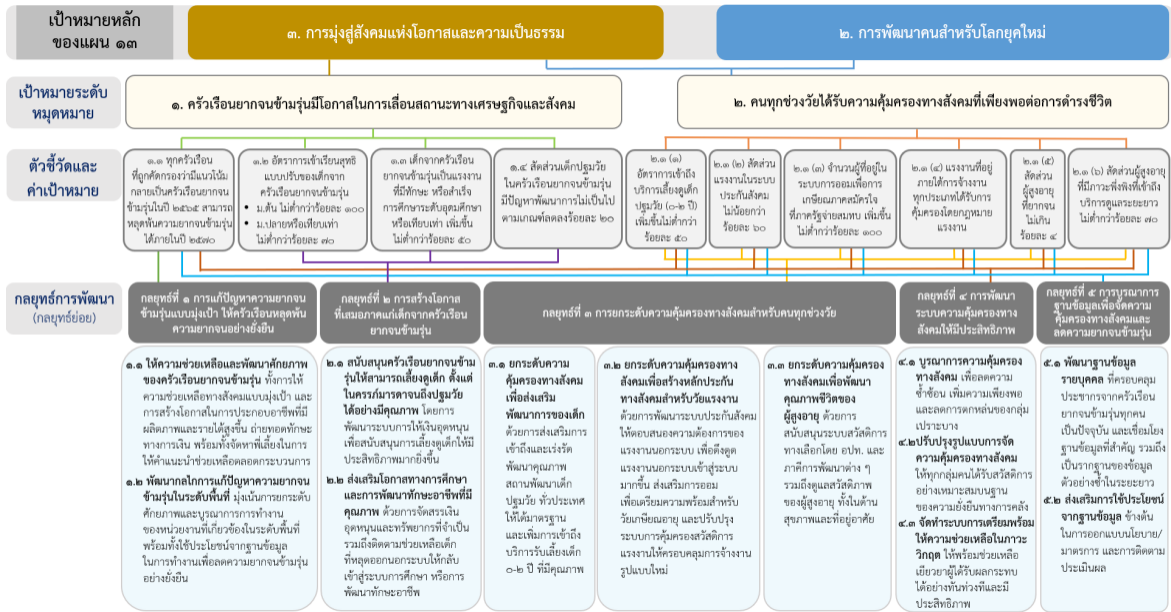 เป้าหมายหลัก
ของแผน ๑๓
๓. การมุ่งสู่สังคมแห่งโอกาสและความเป็นธรรม
๒. การพัฒนาคนสำหรับโลกยุคใหม่
เป้าหมายระดับ
หมุดหมาย
๑. ครัวเรือนยากจนข้ามรุ่นมีโอกาสในการเลื่อนสถานะทางเศรษฐกิจและสังคม
๒. คนทุกช่วงวัยได้รับความคุ้มครองทางสังคมที่เพียงพอต่อการดำรงชีวิต
ตัวชี้วัดและ
ค่าเป้าหมาย
๑.๑ ทุกครัวเรือน
ที่ถูกคัดกรองว่ามีแนวโน้ม
กลายเป็นครัวเรือนยากจน
ข้ามรุ่นในปี ๒๕๖๕ สามารถ
หลุดพ้นความยากจนข้ามรุ่น
ได้ภายในปี ๒๕๗๐
๑.๒ อัตราการเข้าเรียนสุทธิ
แบบปรับของเด็กจาก
ครัวเรือนยากจนข้ามรุ่น
• ม.ต้น ไม่ต่ำกว่าร้อยละ ๑๐๐
• ม.ปลายหรือเทียบเท่า
ไม่ต่ำกว่าร้อยละ ๗๐
๑.๓ เด็กจากครัวเรือน
ยากจนข้ามรุ่นเป็นแรงงาน
มีทักษะ หรือสำเร็จ
การศึกษาระดับอุดมศึกษา
หรือเทียบเท่า เพิ่มขึ้น
ไม่ต่ำกว่าร้อยละ ๕๐
๑.๔ สัดส่วนเด็กปฐมวัย
ในครัวเรือนยากจนข้ามรุ่น
มีปัญหาพัฒนาการไม่เป็นไป
ตามเกณฑ์ลดลงร้อยละ ๒๐
๒.๑ (๑)
อัตราการเข้าถึง
บริการเลี้ยงดูเด็ก
ปฐมวัย (๐-๒ ปี)
เพิ่มขึ้นไม่ต่ำกว่า
ร้อยละ ๕๐
๒.๑ (๒) สัดส่วน
แรงงานในระบบ
ประกันสังคม
ไม่น้อยกว่า
ร้อยละ ๖๐
๒.๑ (๓) จำนวนผู้ที่อยู่ใน
ระบบการออมเพื่อการ
เกษียณภาคสมัครใจ
ที่ภาครัฐจ่ายสมทบ เพิ่มขึ้น
ไม่ต่ำกว่าร้อยละ ๑๐๐
๒.๑ (๔) แรงงานที่อยู่
ภายใต้การจ้างงาน
ทุกประเภทได้รับการ
คุ้มครองโดยกฎหมาย
แรงงาน
๒.๑ (๕)
สัดส่วน
ผู้สูงอายุ
ที่ยากจน
ไม่เกิน
ร้อยละ ๔
๒.๑ (๖) สัดส่วนผู้สูงอายุ
ที่มีภาวะพึ่งพิงที่เข้าถึง
บริการดูแลระยะยาว
ไม่ต่ำกว่าร้อยละ ๗๐
กลยุทธ์การพัฒนา
(กลยุทธ์ย่อย)
กลยุทธ์ที่ ๑ การแก้ปัญหาความยากจน
ข้ามรุ่นแบบมุ่งเป้า ให้ครัวเรือนหลุดพ้น
ความยากจนอย่างยั่งยืน
กลยุทธ์ที่ ๒ การสร้างโอกาส
ที่เสมอภาคแก่เด็กจากครัวเรือน
ยากจนข้ามรุ่น
กลยุทธ์ที่ ๓ การยกระดับความคุ้มครองทางสังคมสำหรับคนทุกช่วงวัย
กลยุทธ์ที่ ๔ การพัฒนา
ระบบความคุ้มครองทาง
สังคมให้มีประสิทธิภาพ
กลยุทธ์ที่ ๕ การบูรณาการ
ฐานข้อมูลเพื่อจัดความ
คุ้มครองทางสังคมและ
ลดความยากจนข้ามรุ่น
๑.๑ ให้ความช่วยเหลือและพัฒนาศักยภาพ
ของครัวเรือนยากจนข้ามรุ่น ทั้งการให้
ความช่วยเหลือทางสังคมแบบมุ่งเป้า และ
การสร้างโอกาสในการประกอบอาชีพที่มี
ผลิตภาพและรายได้สูงขึ้น ถ่ายทอดทักษะ
ทางการเงิน พร้อมทั้งจัดหาพี่เลี้ยงในการ
ให้คำแนะนำช่วยเหลือตลอดกระบวนการ
๑.๒ พัฒนากลไกการแก้ปัญหาความยากจน
ข้ามรุ่นในระดับพื้นที่ มุ่งเน้นการยกระดับ
ศักยภาพและบูรณาการการทำงาน
ของหน่วยงานที่เกี่ยวข้องในระดับพื้นที่
พร้อมทั้งใช้ประโยชน์จากฐานข้อมูล
ในการทำงานเพื่อลดความยากจนข้ามรุ่น
อย่างยั่งยืน
๒.๑ สนับสนุนครัวเรือนยากจนข้าม
รุ่นให้สามารถเลี้ยงดูเด็ก ตั้งแต่
ในครรภ์มารดาจนถึงปฐมวัย
ได้อย่างมีคุณภาพ โดยการ
พัฒนาระบบการให้เงินอุดหนุน
เพื่อสนับสนุนการเลี้ยงดูเด็กให้มี
ประสิทธิภาพมากยิ่งขึ้น
๒.๒ ส่งเสริมโอกาสทางการศึกษา
และการพัฒนาทักษะอาชีพที่มี
คุณภาพ ด้วยการจัดสรรเงิน
อุดหนุนและทรัพยากรที่จำเป็น
รวมถึงติดตามช่วยเหลือเด็ก
ที่หลุดออกนอกระบบให้กลับ
เข้าสู่ระบบการศึกษา หรือการ
พัฒนาทักษะอาชีพ
๓.๑ ยกระดับความ
คุ้มครองทางสังคม
เพื่อส่งเสริม
พัฒนาการของเด็ก
ด้วยการส่งเสริมการ
เข้าถึงและเร่งรัด
พัฒนาคุณภาพ
สถานพัฒนาเด็ก
ปฐมวัย ทั่วประเทศ
ให้ได้มาตรฐาน
และเพิ่มการเข้าถึง
บริการรับเลี้ยงเด็ก
๐-๒ ปี ที่มีคุณภาพ
๓.๒ ยกระดับความคุ้มครองทาง
สังคมเพื่อสร้างหลักประกัน
ทางสังคมสำหรับวัยแรงงาน
ด้วยการพัฒนาระบบประกันสังคม
ให้ตอบสนองความต้องการของ
แรงงานนอกระบบ เพื่อดึงดูด
แรงงานนอกระบบเข้าสู่ระบบ
มากขึ้น ส่งเสริมการออม
เพื่อเตรียมความพร้อมสำหรับ
วัยเกษียณอายุ และปรับปรุง
ระบบการคุ้มครองสวัสดิการ
แรงงานให้ครอบคลุมการจ้างงาน
รูปแบบใหม่
๓.๓ ยกระดับความคุ้มครอง
ทางสังคมเพื่อพัฒนา
คุณภาพชีวิตของ
ผู้สูงอายุ ด้วยการ
สนับสนุนระบบสวัสดิการ
ทางเลือกโดย อปท. และ
ภาคีการพัฒนาต่าง ๆ
รวมถึงดูแลสวัสดิภาพ
ของผู้สูงอายุ ทั้งในด้าน
สุขภาพและที่อยู่อาศัย
๔.๑ บูรณาการความคุ้มครอง
ทางสังคม เพื่อลดความ
ซ้ำซ้อน เพิ่มความเพียงพอ
และลดการตกหล่นของกลุ่ม
เปราะบาง
๔.๒ปรับปรุงรูปแบบการจัด
ความคุ้มครองทางสังคม
ให้ทุกกลุ่มคนได้รับสวัสดิการ
อย่างเหมาะสมบนฐาน
ของความยั่งยืนทางการคลัง
๔.๓ จัดทำระบบการเตรียมพร้อม
ให้ความช่วยเหลือในภาวะ
วิกฤต ให้พร้อมช่วยเหลือ
เยียวยาผู้ได้รับผลกระทบ
ได้อย่างทันท่วงทีและมี
ประสิทธิภาพ
๕.๑ พัฒนาฐานข้อมูล
รายบุคคล ที่ครอบคลุม
ประชากรจากครัวเรือน
ยากจนข้ามรุ่นทุกคน
เป็นปัจจุบัน และเชื่อมโยง
ฐานข้อมูลที่สำคัญ รวมถึง
เป็นรากฐานของข้อมูล
ตัวอย่างซ้ำในระยะยาว
๕.๒ ส่งเสริมการใช้ประโยชน์
จากฐานข้อมูล ข้างต้น
ในการออกแบบนโยบาย/
มาตรการ และการติดตาม
ประเมินผล